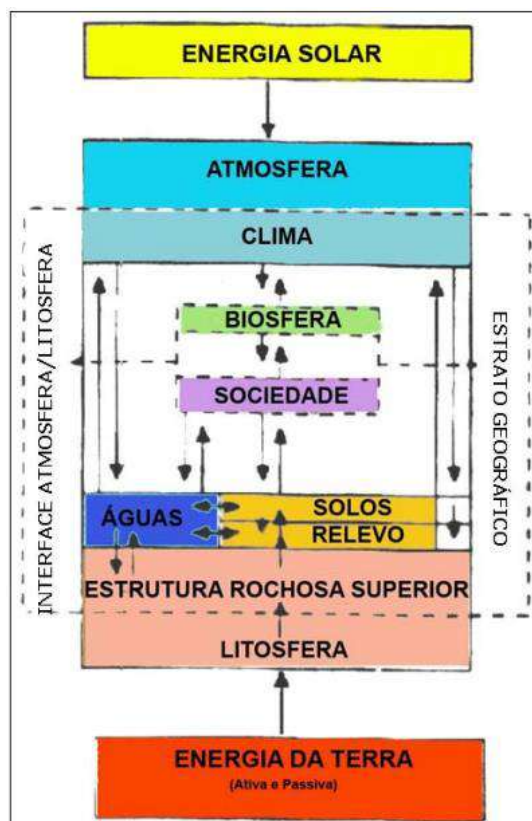 ENERGIA SOLAR
ATMOSFERA
CLIMA
INTERFACE ATMOSFERA/LITOSFERA
ESTRATO GEOGRÁFICO
BIOSFERA
SOCIEDADE
ÁGUAS
SOLOS
RELEVO
ESTRUTURA ROCHOSA SUPERIOR
LITOSFERA
ENERGIA DA TERRA
(Ativa e Passiva)